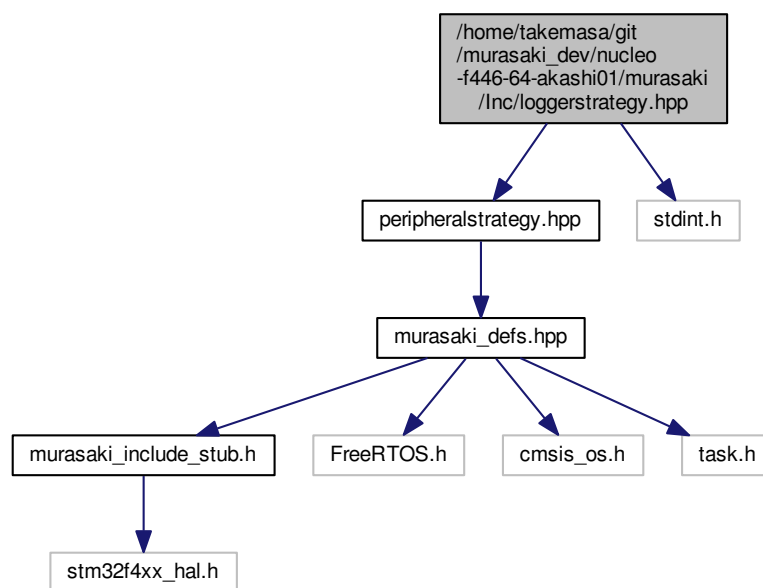 /home/takemasa/git
/murasaki_dev/nucleo
-f446-64-akashi01/murasaki
/Inc/loggerstrategy.hpp
peripheralstrategy.hpp
stdint.h
murasaki_defs.hpp
murasaki_include_stub.h
FreeRTOS.h
cmsis_os.h
task.h
stm32f4xx_hal.h